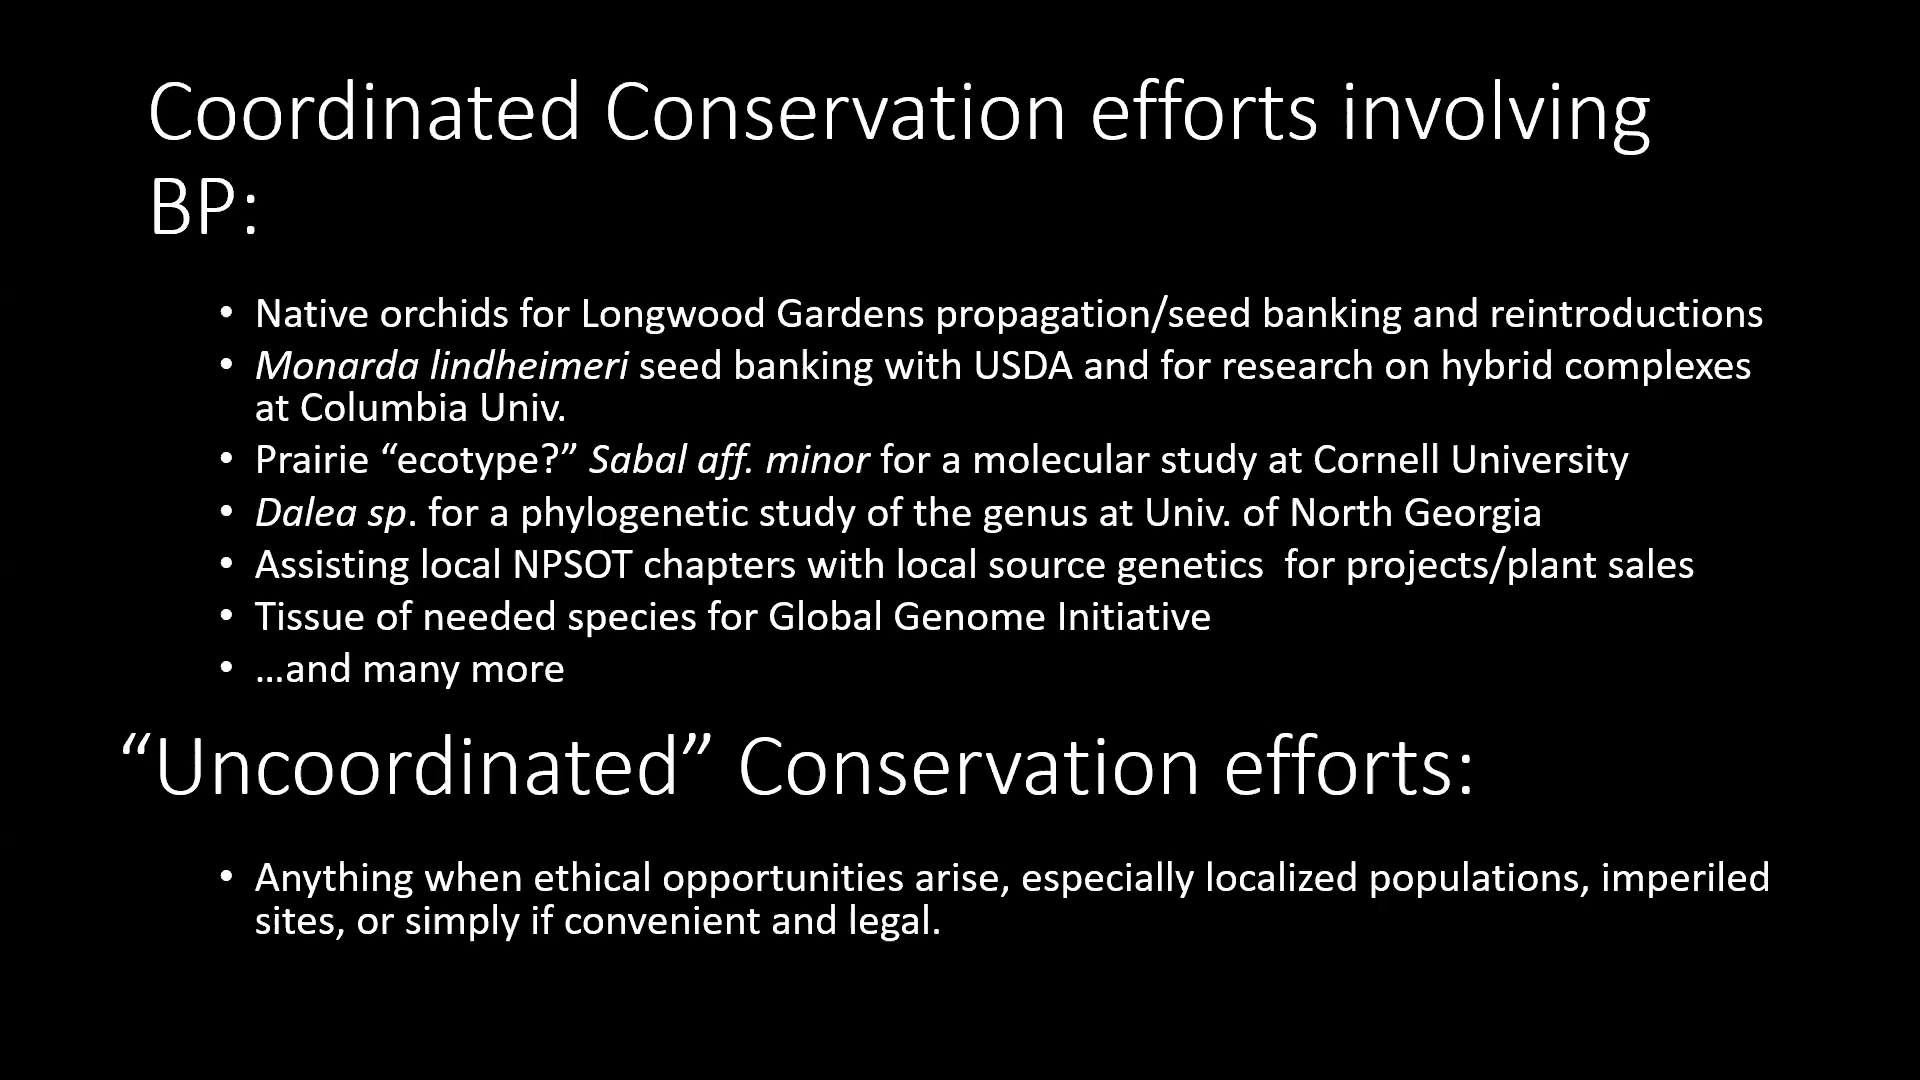 Coordinated Conservation efforts involving
BP:
• Native orchids for Longwood Gardens propagation/seed banking and reintroductions
• Monarda lindheimeri seed banking with USDA and for research on hybrid complexes
at Columbia Univ.
• Prairie “ecotype?” Sabal aff. minor for a molecular study at Cornell University
• Dalea sp. for a phylogenetic study of the genus at Univ. of North Georgia
• Assisting local NPSOT chapters with local source genetics  for projects/plant sales
• Tissue of needed species for Global Genome Initiative
• …and many more
“Uncoordinated” Conservation efforts:
• Anything when ethical opportunities arise, especially localized populations, imperiled
sites, or simply if convenient and legal.